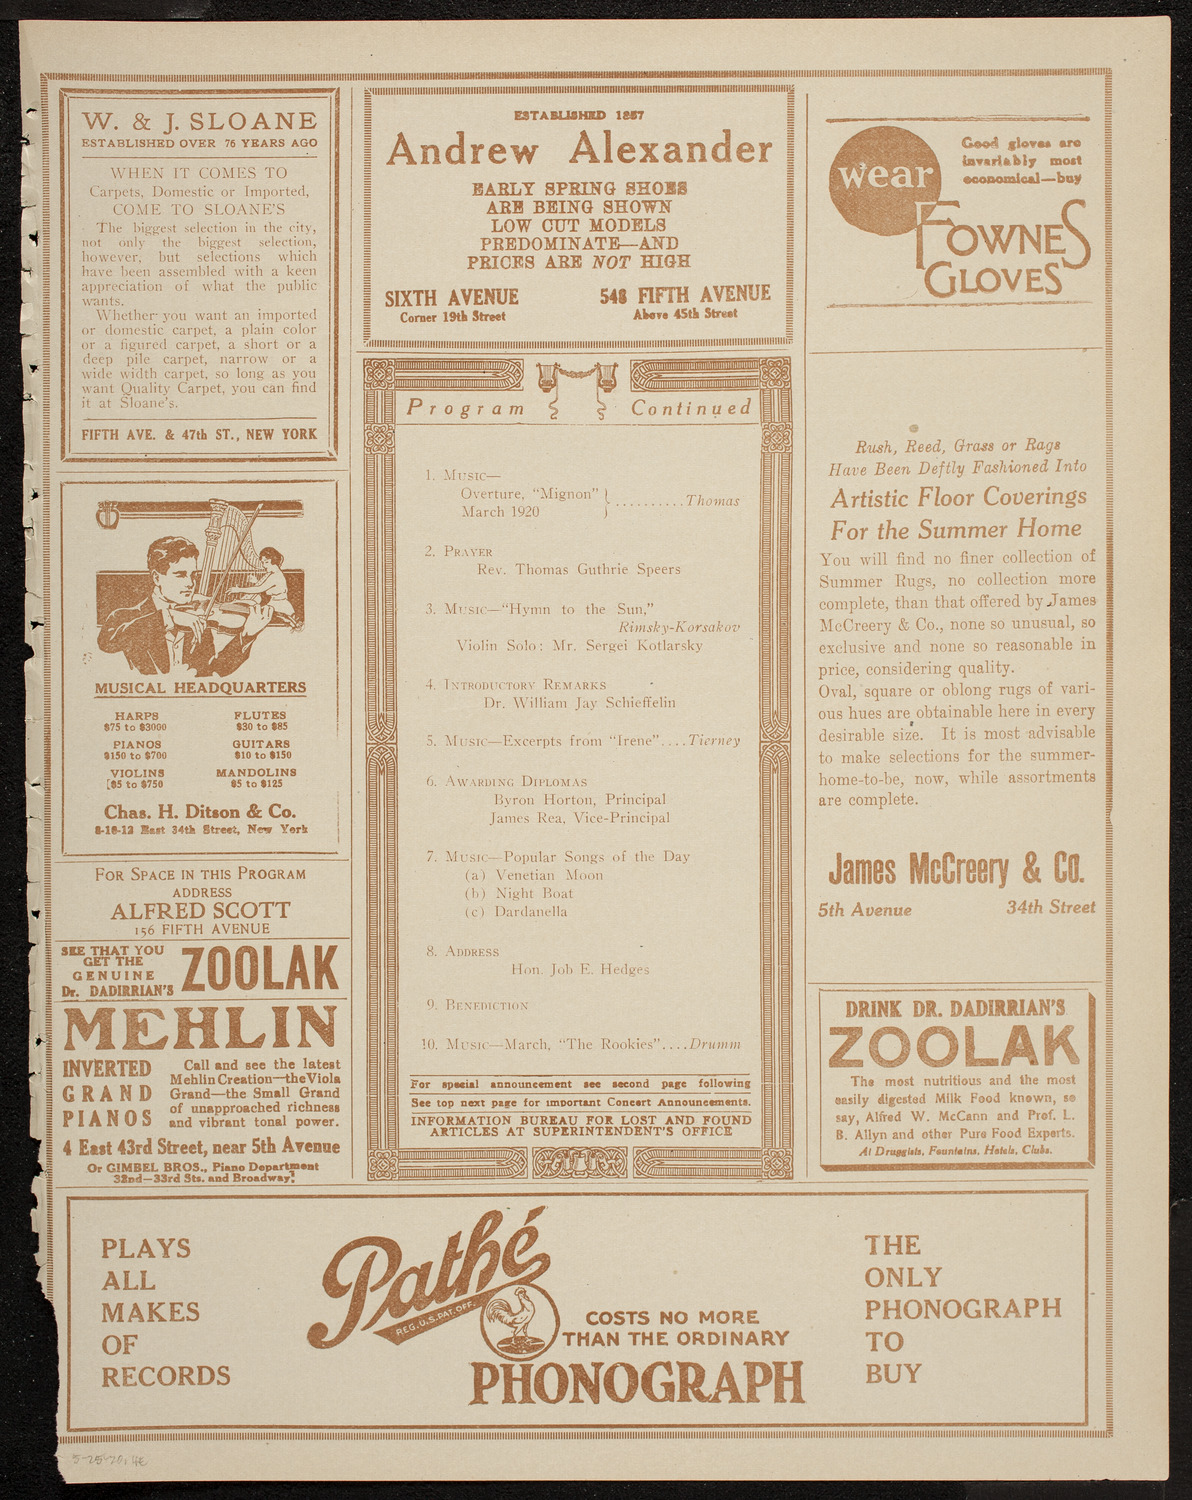 W. & J. SLOANE
ESTABLISHED OVER 76 YEARS AGO
WHEN IT COMES TO
Carpets, Domestic or Imported,
COME TO SLOANE'S
The biggest selection in the city,
not only the biggest selection,
however, but selections which
have been assembled with a keen
appreciation of what the public
wants.
Whether you want an imported
or domestic carpet, a plain color
or a figured carpet, a short or a
deep pile carpet, narrow or a
wide width carpet, so long as you
want Quality Carpet, you can find
it at Sloane's.
FIFTH AVE. & 47th ST., NEW YORK
MUSICAL HEADQUARTERS
HARPS
$75 to $3000
FLUTES
$30 to $85
PIANOS
$150 to $700
GUITARS
$10 to $150
VIOLINS
$5 to $750
MANDOLINS
$5 to $125
Chas. H. Ditson & Co.
8-10-12 East 34th Street, New York
FOR SPACE IN THIS PROGRAM
ADDRESS
ALFRED SCOTT
156 FIFTH AVENUE
SEE THAT YOU
GET THE
GENUINE
Dr. DADIRRIAN'S
ZOOLAK
MEHLIN
INVERTED
GRAND
PIANOS
Call and see the latest
Mehlin Creation—the Viola
Grand—the Small Grand
of unapproached richness
and vibrant tonal power.
4 East 43rd Street, near 5th Avenue
Or GIMBEL BROS., Piano Department
32nd—33rd Sts. and Broadway.
ESTABLISHED 1857
Andrew Alexander
EARLY SPRING SHOES
ARE BEING SHOWN
LOW CUT MODELS
PREDOMINATE—AND
PRICES ARE NOT HIGH
SIXTH AVENUE
Corner 19th Street
548 FIFTH AVENUE
Above 45th Street
Program Continued
1. MUSIC—
Overture, "Mignon"
March 1920
..........Thomas
2. PRAYER
Rev. Thomas Guthrie Speers
3. MUSIC—"Hymn to the Sun,"
Rimsky-Korsakov
Violin Solo: Mr. Sergei Kotlarsky
4. INTRODUCTORY REMARKS
Dr. William Jay Schieffelin
5. MUSIC—Excerpts from "Irene"....Tierney
6. AWARDING DIPLOMAS
Byron Horton, Principal
James Rea, Vice-Principal
7. MUSIC—Popular Songs of the Day
(a) Venetian Moon
(b) Night Boat
(c) Dardanella
8. ADDRESS
Hon. Job E. Hedges
9. BENEDICTION
10. MUSIC—March, "The Rookies"....Drumm
For special announcement see second page following
See top next page for important Concert Announcements.
INFORMATION BUREAU FOR LOST AND FOUND
ARTICLES AT SUPERINTENDENT'S OFFICE
wear
Good gloves are
invariably most
economical—buy
FOWNES
GLOVES
Rush, Reed, Grass or Rags
Have Been Deftly Fashioned Into
Artistic Floor Coverings
For the Summer Home
You will find no finer collection of
Summer Rugs, no collection more
complete, than that offered by James
McCreery & Co., none so unusual, so
exclusive and none so reasonable in
price, considering quality.
Oval, square or oblong rugs of vari-
ous hues are obtainable here in every
desirable size. It is most advisable
to make selections for the summer-
home-to-be, now, while assortments
are complete.
James McCreery & Co.
5th Avenue 34th Street
DRINK DR. DADIRRIAN'S
ZOOLAK
The most nutritious and the most
easily digested Milk Food known, so
say, Alfred W. McCann and Prof. L.
B. Allyn and other Pure Food Experts.
At Druggists, Fountains, Hotels, Clubs.
PLAYS
ALL
MAKES
OF
RECORDS
Pathé
REG. U.S. PAT. OFF.
COSTS NO MORE
THAN THE ORDINARY
PHONOGRAPH
THE
ONLY
PHONOGRAPH
TO
BUY